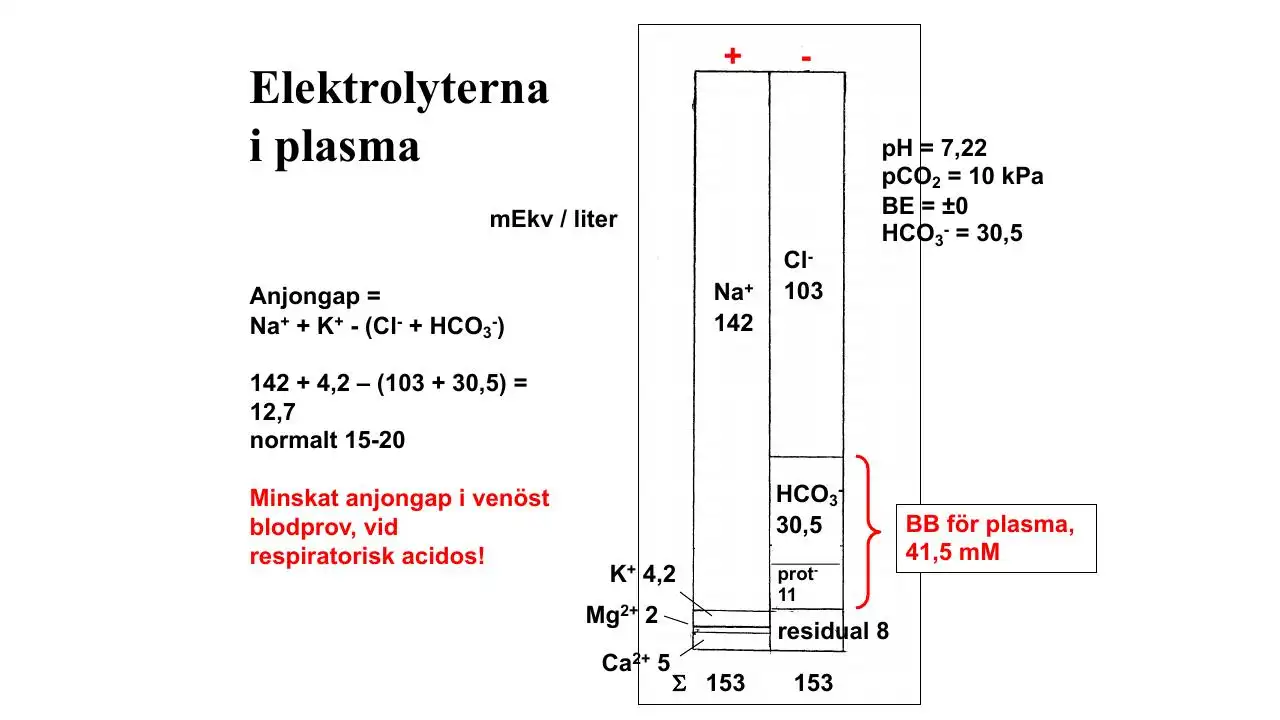 Elektrolyterna
i plasma
mEkv / liter
Anjongap =
Na⁺ + K⁺ - (Cl⁻ + HCO₃⁻)
142 + 4,2 – (103 + 30,5) =
12,7
normalt 15-20
Minskat anjongap i venöst
blodprov, vid
respiratorisk acidos!
+ -
Na⁺
142
Cl⁻
103
HCO₃⁻
30,5
prot⁻
11
residual 8
K⁺ 4,2
Mg²⁺ 2
Ca²⁺ 5
Σ 153 153
pH = 7,22
pCO₂ = 10 kPa
BE = ±0
HCO₃⁻ = 30,5
BB för plasma,
41,5 mM